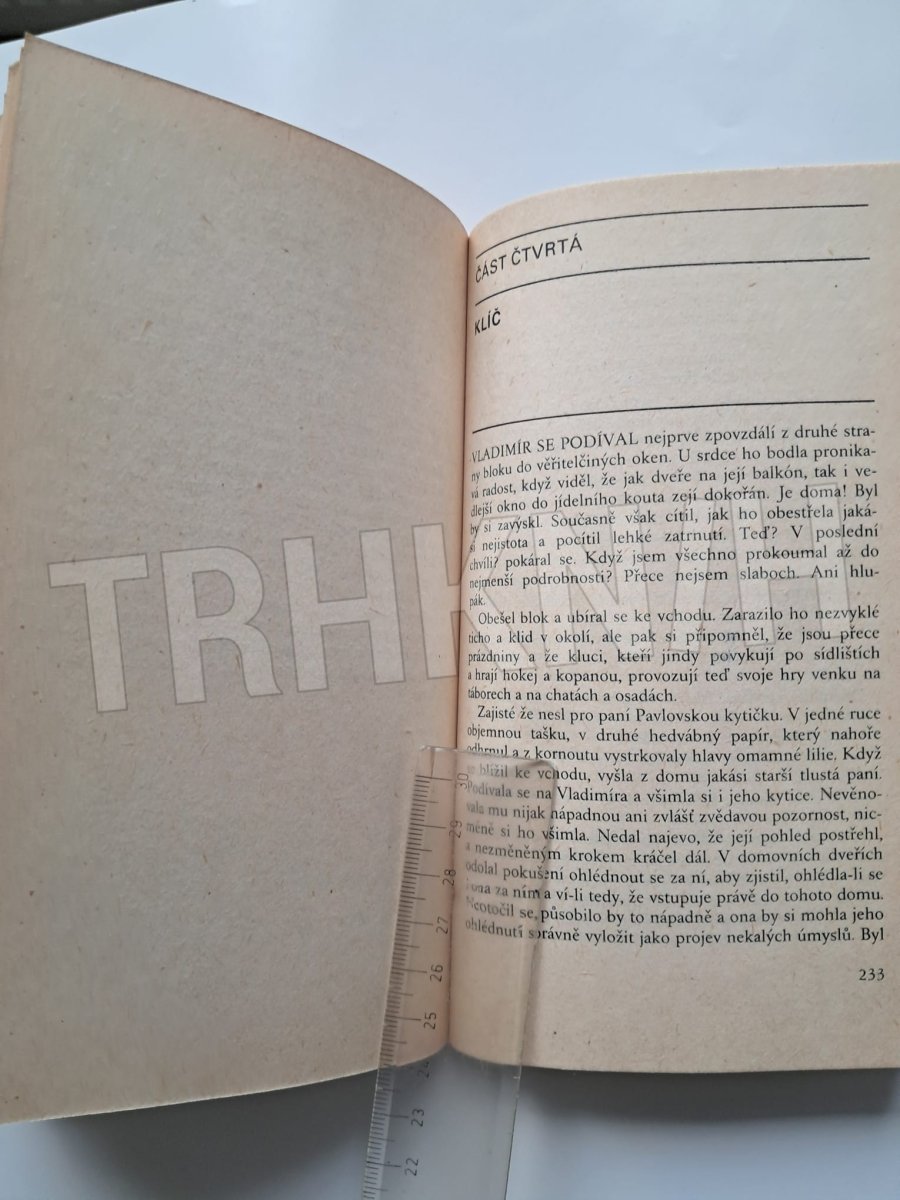 ČÁST ČTVRTÁ
KLÍČ
VLADIMÍR SE PODÍVAL nejprve zpovzdálí z druhé stra-
ny bloku do věřitelčiných oken. U srdce ho bodla pronika-
vá radost, když viděl, že jak dveře na její balkón, tak i ve-
dlejší okno do jídelního kouta zejí dokořán. Je doma! Byl
by si zavýskl. Současně však cítil, jak ho obestřela jaká-
si nejistota a pocítil lehké zatrnutí. Teď? V poslední
chvíli? pokáral se. Když jsem všechno prokoumal až do
nejmenší podrobnosti? Přece nejsem slaboch. Ani hlu-
pák.
Obešel blok a ubíral se ke vchodu. Zarazilo ho nezvyklé
ticho a klid v okolí, ale pak si připomněl, že jsou přece
prázdniny a že kluci, kteří jindy povykují po sídlištích
a hrají hokej a kopanou, provozují teď svoje hry venku na
táborech a na chatách a osadách.
Zajisté že nesl pro paní Pavlovskou kytičku. V jedné ruce
objemnou tašku, v druhé hedvábný papír, který nahoře
odhrnul a z kornoutu vystrkovaly hlavy omamné lilie. Když
se blížil ke vchodu, vyšla z domu jakási starší tlustá paní.
Podívala se na Vladimíra a všimla si i jeho kytice. Nevěno-
vala mu nijak nápadnou ani zvlášť zvědavou pozornost, nic-
méně si ho všimla. Nedal najevo, že její pohled postřehl,
a nezměněným krokem kráčel dál. V domovních dveřích
odolal pokušení ohlédnout se za ní, aby zjistil, ohlédla-li se
i ona za ním a ví-li tedy, že vstupuje právě do tohoto domu.
Neotočil se, působilo by to nápadně a ona by si mohla jeho
ohlédnutí správně vyložit jako projev nekalých úmyslů. Byl
233
30
29
28
27
26
25
24
23
22
TRHKNIH